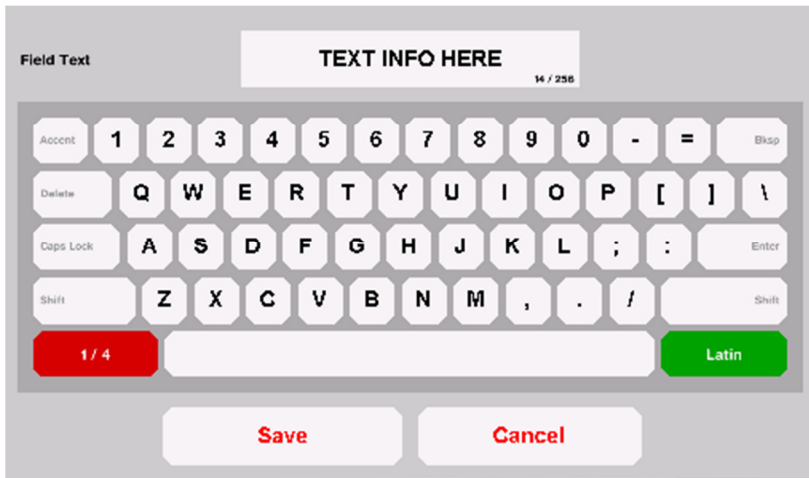 Field Text
TEXT INFO HERE
14 / 256
Accent 1 2 3 4 5 6 7 8 9 0 - = Bksp
Delete Q W E R T Y U I O P [ ] \
Caps Lock A S D F G H J K L ; : Enter
Shift Z X C V B N M , . / Shift
1 / 4 Latin
Save Cancel